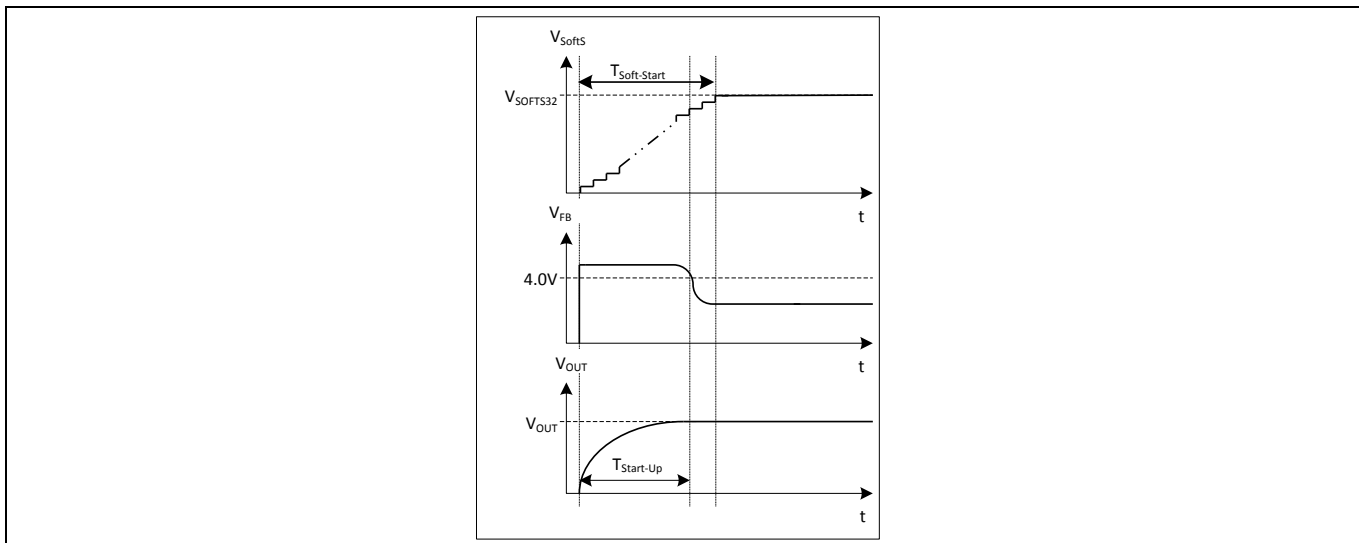 V_SoftS
T_Soft-Start
V_SOFTS32
t
V_FB
4.0V
t
V_OUT
V_OUT
T_Start-Up
t